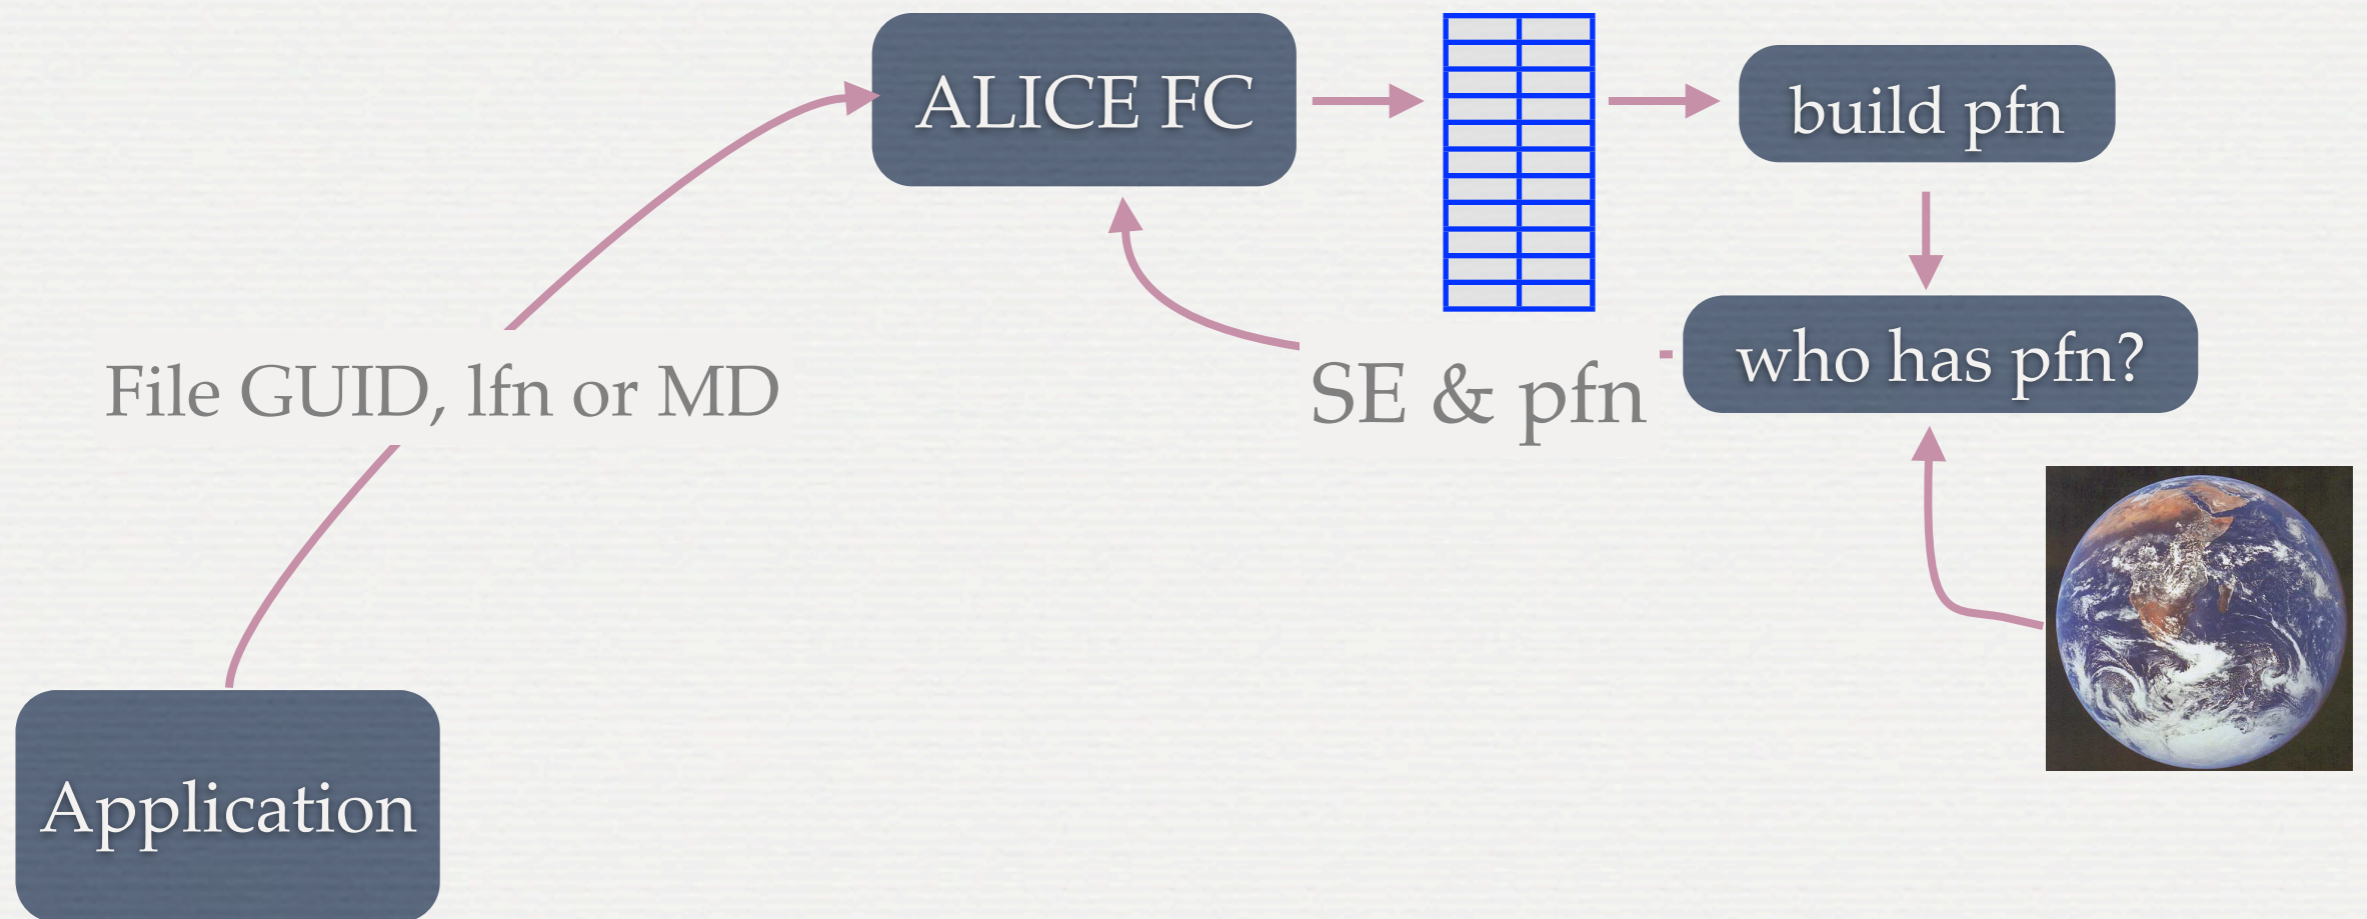 ALICE FC
build pfn
who has pfn?
File GUID, lfn or MD
SE & pfn
Application